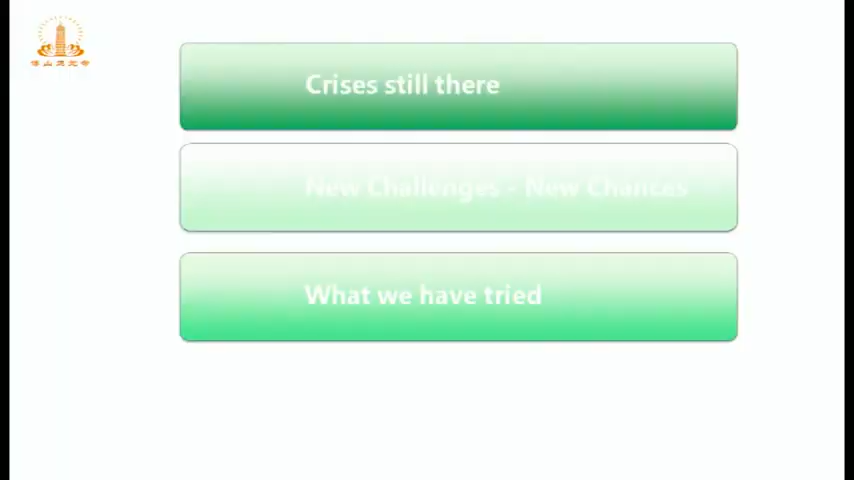 Crises still there
New Challenges - New Chances
What we have tried